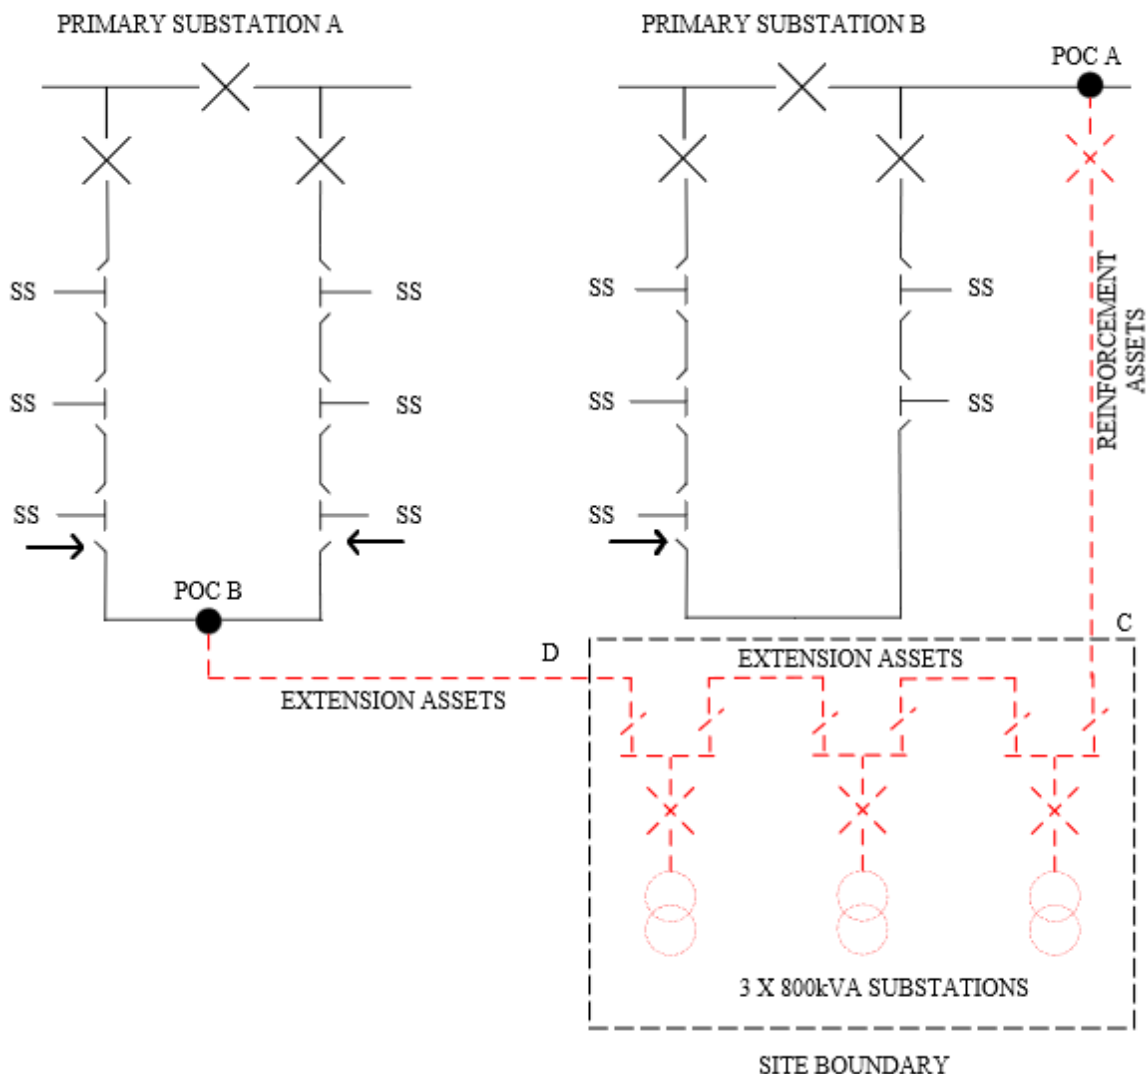 PRIMARY SUBSTATION A
PRIMARY SUBSTATION B
POC A
SS
SS
SS
SS
SS
SS
SS
SS
SS
SS
SS
REINFORCEMENT
ASSETS
POC B
C
D
EXTENSION ASSETS
EXTENSION ASSETS
3 X 800kVA SUBSTATIONS
SITE BOUNDARY